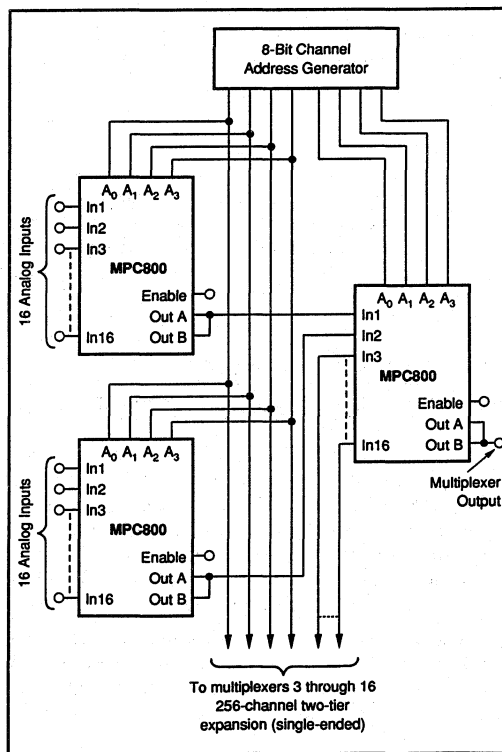 8-Bit Channel
Address Generator
A0 A1 A2 A3
In1
In2
In3
MPC800
Enable
Out A
Out B
In16
16 Analog Inputs
A0 A1 A2 A3
In1
In2
In3
MPC800
Enable
Out A
Out B
In16
Multiplexer
Output
A0 A1 A2 A3
In1
In2
In3
MPC800
Enable
Out A
Out B
In16
16 Analog Inputs
To multiplexers 3 through 16
256-channel two-tier
expansion (single-ended)